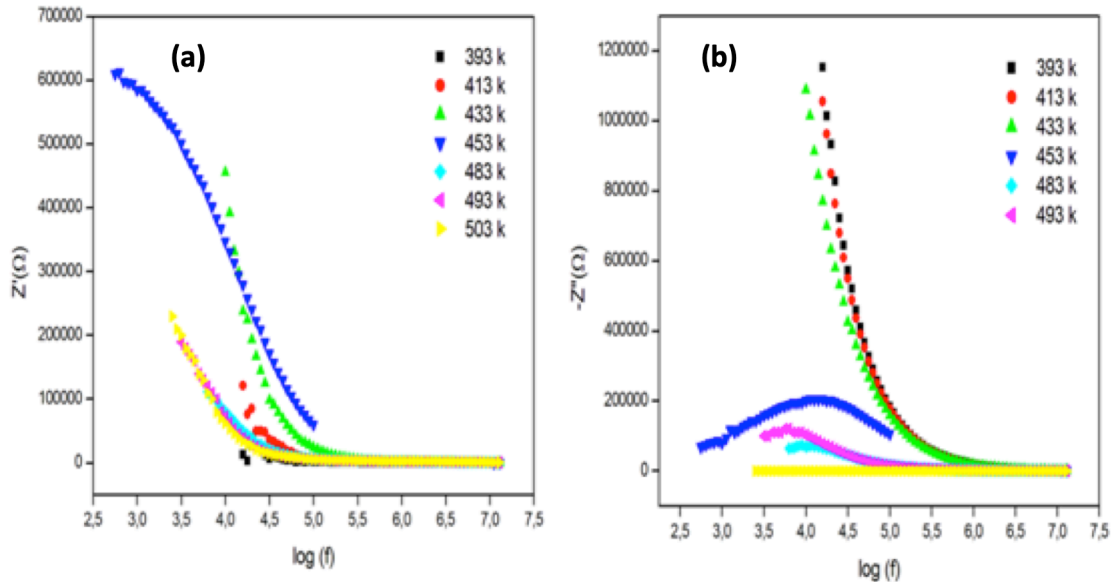 (a)
700000
600000
500000
400000
300000
200000
100000
0
Z'(Ω)
393 k
413 k
433 k
453 k
483 k
493 k
503 k
2,5 3,0 3,5 4,0 4,5 5,0 5,5 6,0 6,5 7,0 7,5
log (f)
(b)
1200000
1000000
800000
600000
400000
200000
0
-Z"(Ω)
393 k
413 k
433 k
453 k
483 k
493 k
2,5 3,0 3,5 4,0 4,5 5,0 5,5 6,0 6,5 7,0 7,5
log (f)